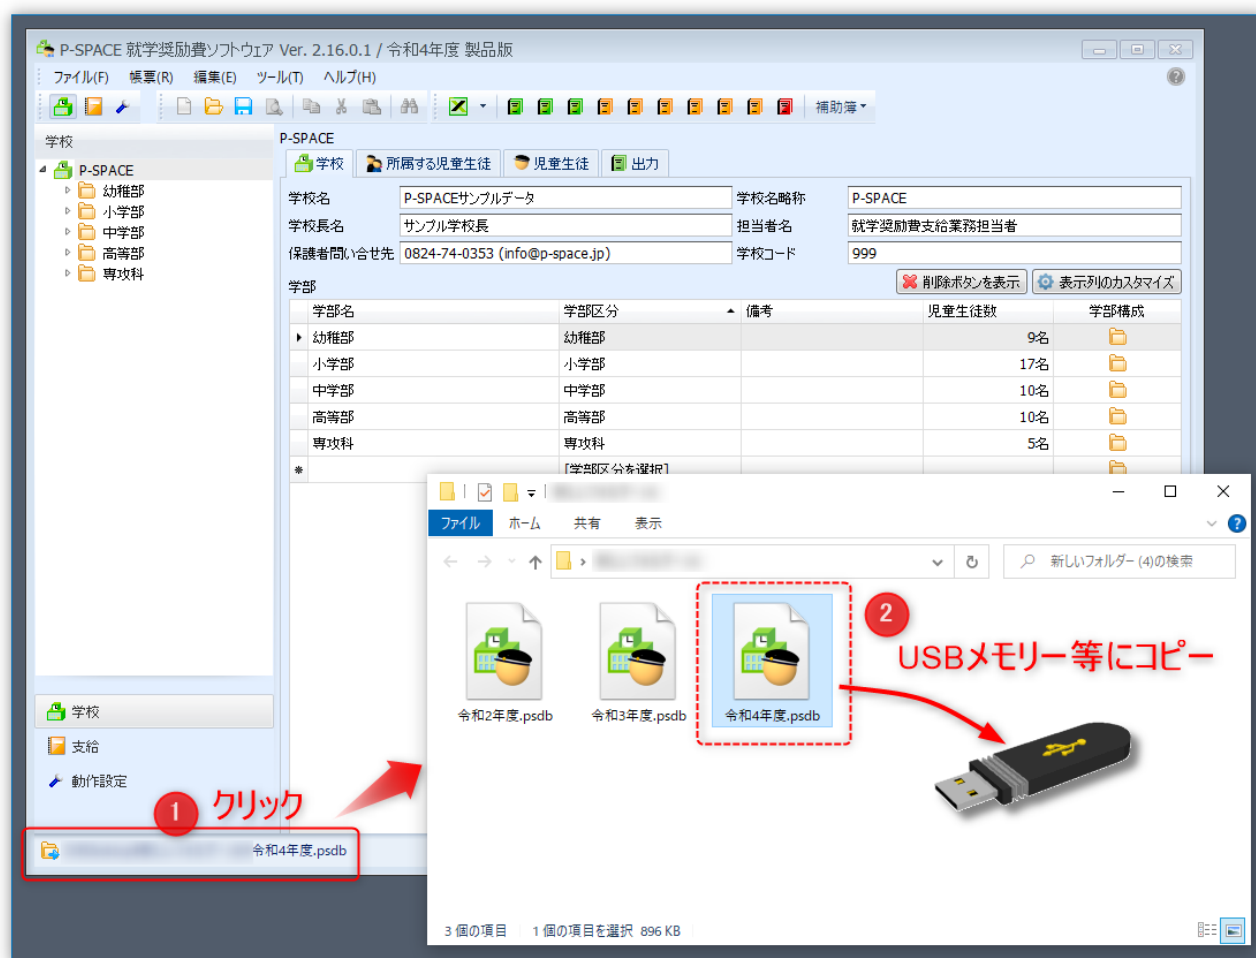 P-SPACE 就学奨励費ソフトウェア Ver. 2.16.0.1 / 令和4年度 製品版
ファイル(F) 帳票(R) 編集(E) ツール(T) ヘルプ(H)
補助簿
学校
P-SPACE
幼稚部
小学部
中学部
高等部
専攻科
P-SPACE
学校 所属する児童生徒 児童生徒 出力
学校名 P-SPACEサンプルデータ 学校名略称 P-SPACE
学校長名 サンプル学校長 担当者名 就学奨励費支給業務担当者
保護者問い合せ先 0824-74-0353 (info@p-space.jp) 学校コード 999
学部 削除ボタンを表示 表示列のカスタマイズ
学部名 学部区分 備考 児童生徒数 学部構成
幼稚部 幼稚部 9名
小学部 小学部 17名
中学部 中学部 10名
高等部 高等部 10名
専攻科 専攻科 5名
[学部区分を選択]
学校
支給
動作設定
1 クリック
令和4年度.psdb
ファイル ホーム 共有 表示
新しいフォルダー (4)の検索
令和2年度.psdb 令和3年度.psdb 令和4年度.psdb
2
USBメモリー等にコピー
3 個の項目 1 個の項目を選択 896 KB